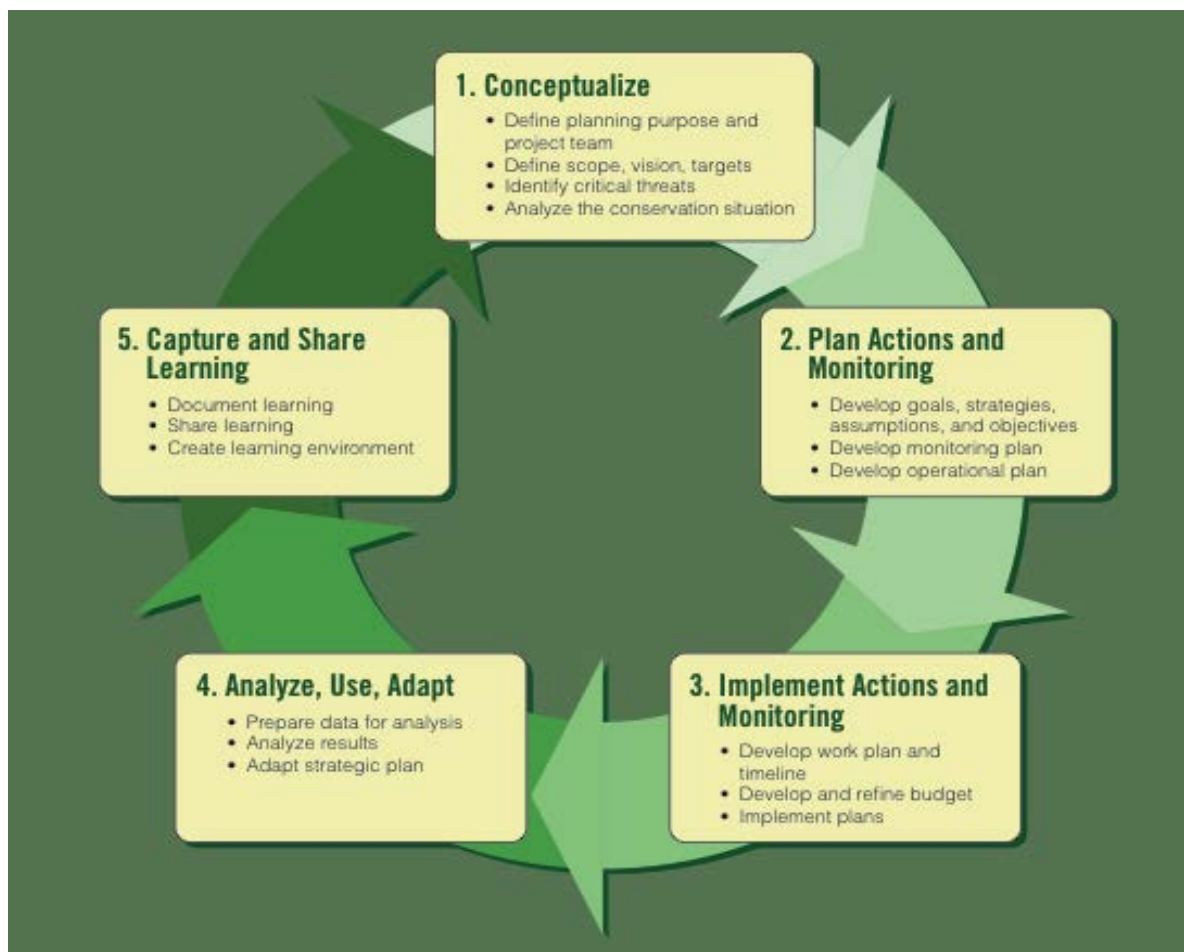 1. Conceptualize
• Define planning purpose and
project team
• Define scope, vision, targets
• Identify critical threats
• Analyze the conservation situation
2. Plan Actions and
Monitoring
• Develop goals, strategies,
assumptions, and objectives
• Develop monitoring plan
• Develop operational plan
3. Implement Actions and
Monitoring
• Develop work plan and
timeline
• Develop and refine budget
• Implement plans
4. Analyze, Use, Adapt
• Prepare data for analysis
• Analyze results
• Adapt strategic plan
5. Capture and Share
Learning
• Document learning
• Share learning
• Create learning environment